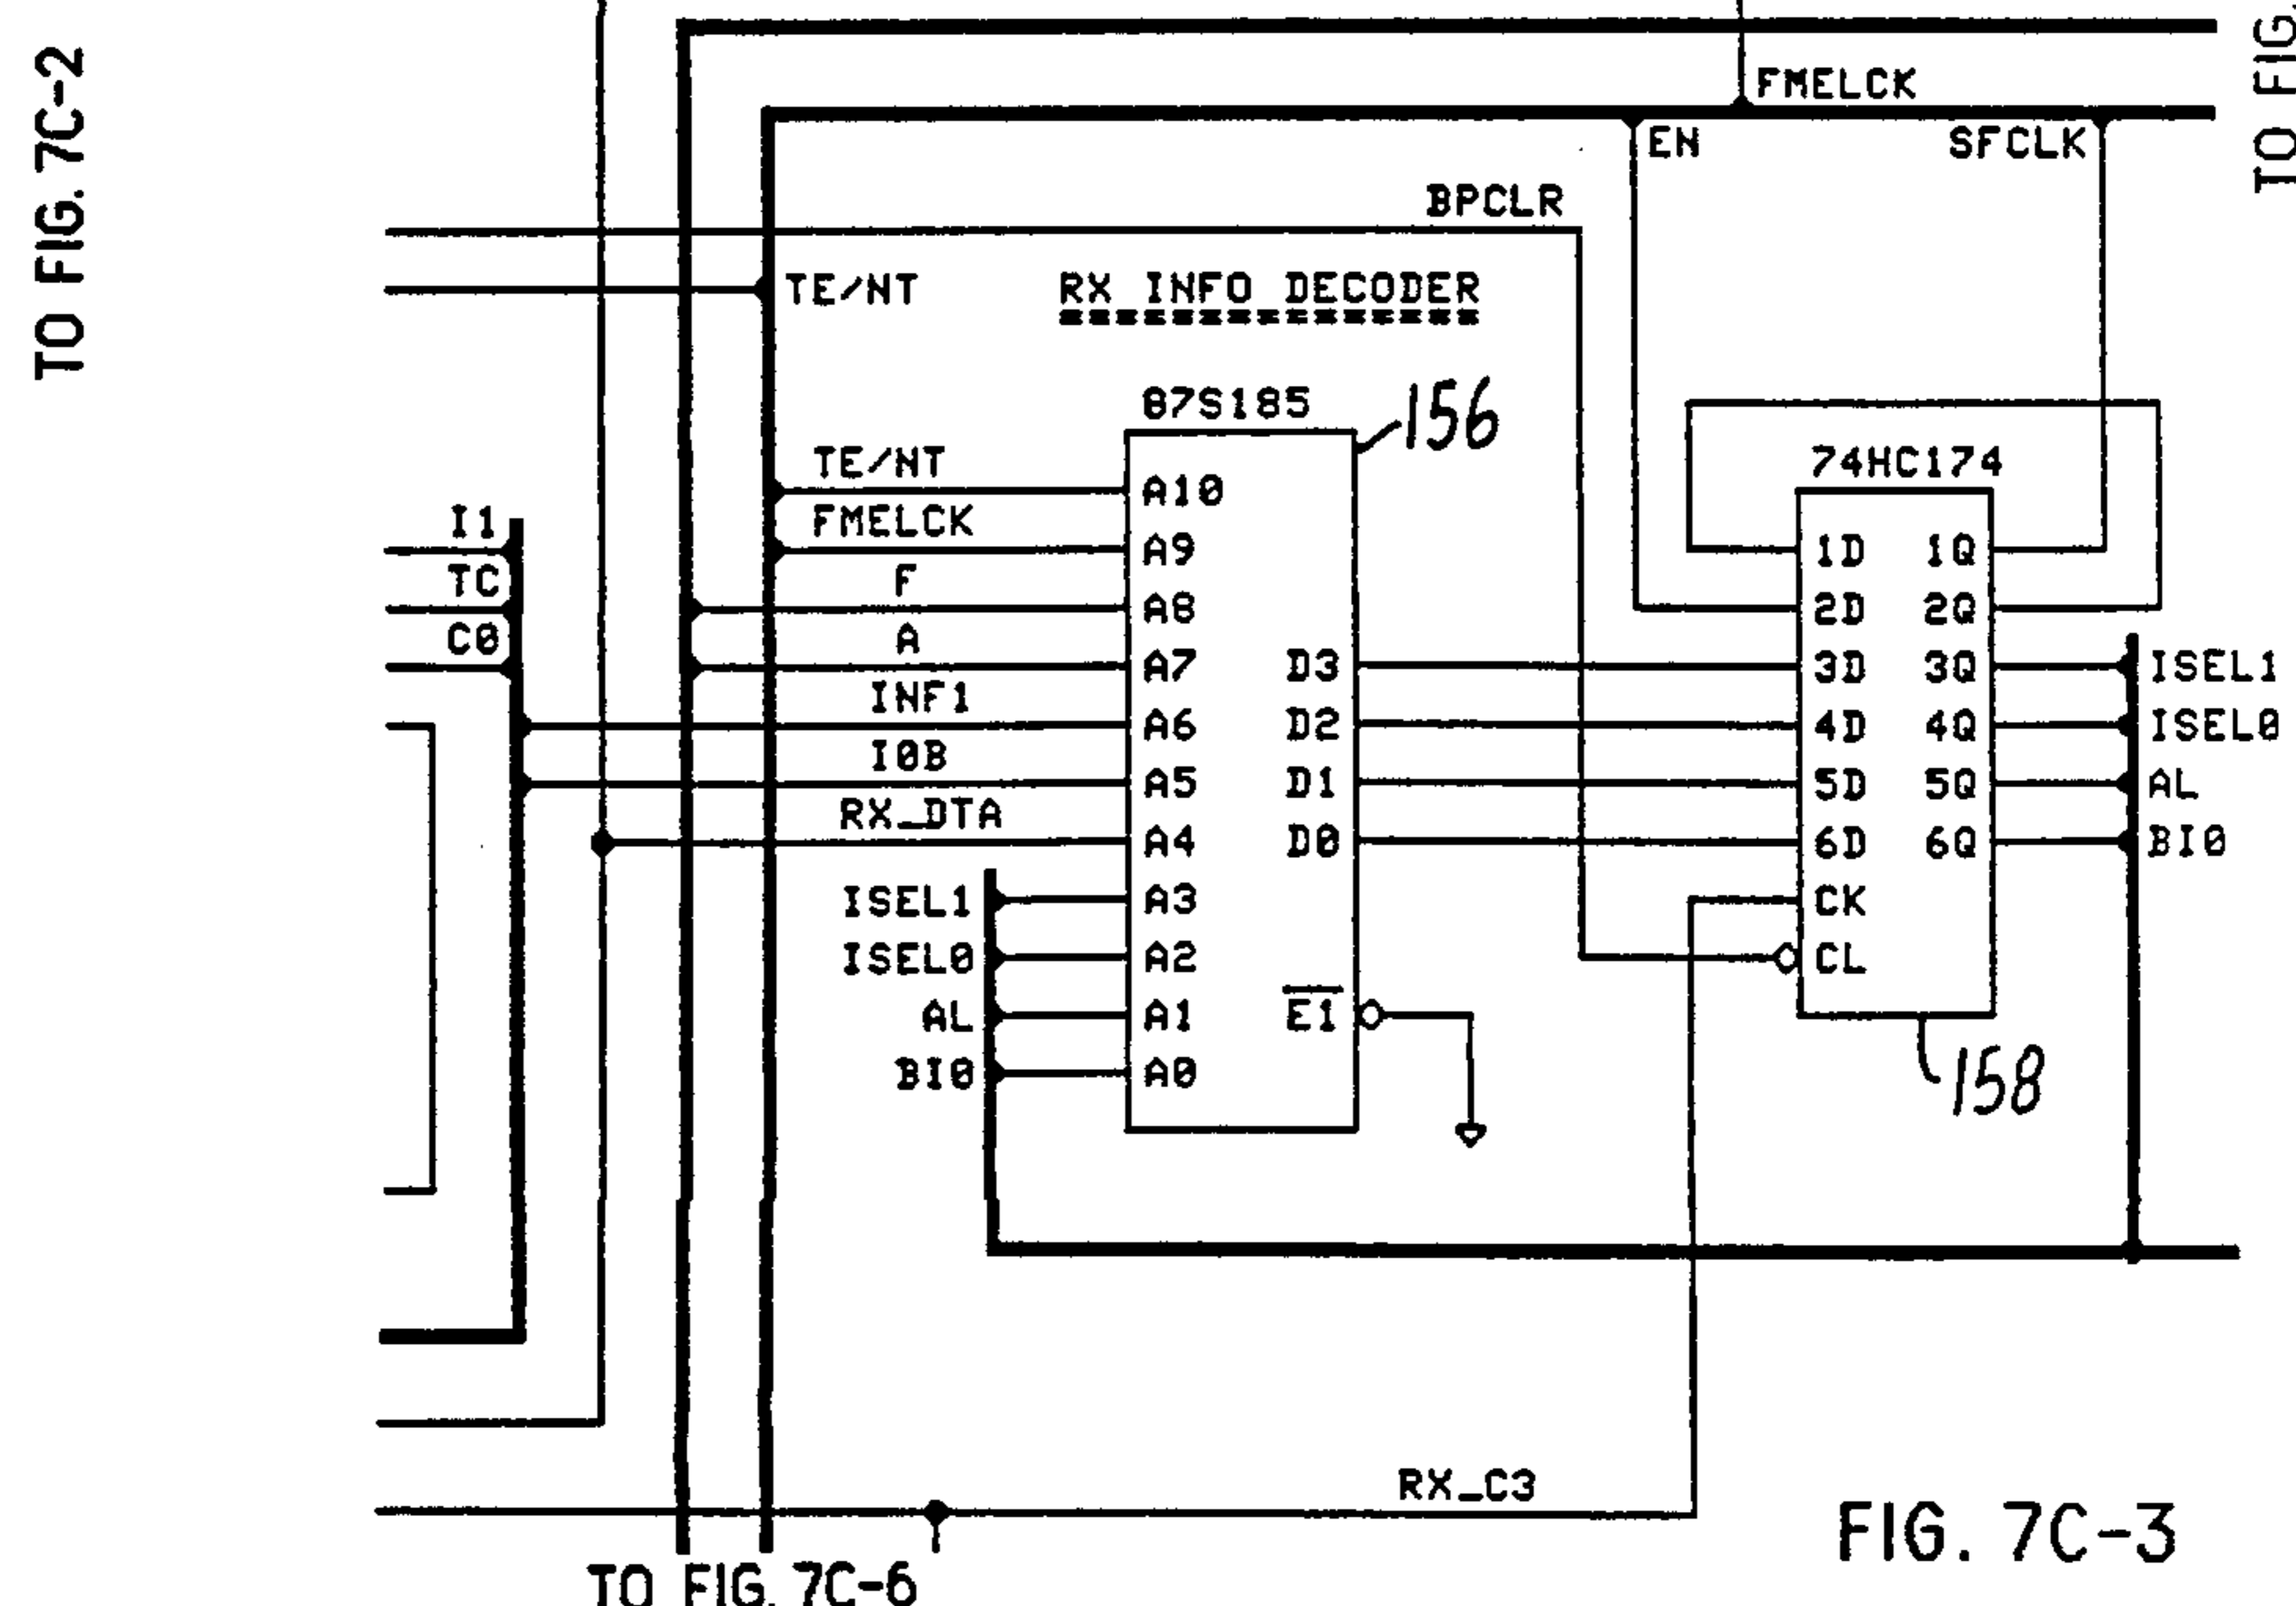 TO FIG. 7C-2
TO FIG.
FMELCK
EN
SFCLK
BPCLR
TE/NT
RX_INFO_DECODER
87S185
156
74HC174
TE/NT
FMELCK
F
A
INF1
I0B
RX_DTA
I1
TC
C0
ISEL1
ISEL0
AL
BI0
A10
A9
A8
A7
A6
A5
A4
A3
A2
A1
A0
D3
D2
D1
D0
E1
1D 1Q
2D 2Q
3D 3Q
4D 4Q
5D 5Q
6D 6Q
CK
CL
ISEL1
ISEL0
AL
BI0
158
RX_C3
TO FIG. 7C-6
FIG. 7C-3